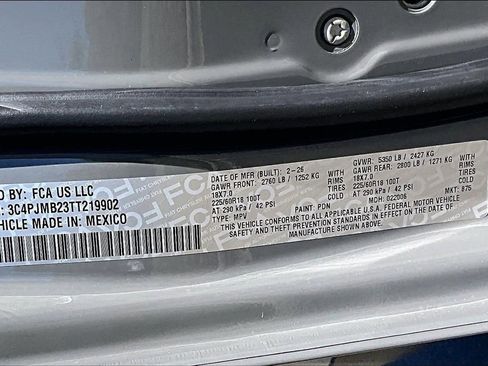 D BY: FCA US LLC
3C4PJMB23TT219902
EHICLE MADE IN: MEXICO
DATE OF MFR (BUILT): 2-26
GAWR FRONT: 2760 LB / 1252 KG
18X7.0
225/60R18 100T
AT 290 kPa / 42 PSI
TYPE: MPV
WITH
TIRES
RIMS
COLD
PAINT: PDN
GVWR: 5350 LB / 2427 KG
GAWR REAR: 2800 LB / 1271 KG
18X7.0
225/60R18 100T
AT 290 kPa / 42 PSI
MDH: 022006
WITH
TIRES
RIMS
COLD
MKT: 875
THIS VEHICLE CONFORMS TO ALL APPLICABLE U.S.A. FEDERAL MOTOR VEHICLE
SAFETY AND THEFT PREVENTION STANDARDS IN EFFECT ON THE DATE OF
MANUFACTURE SHOWN ABOVE.
FCA